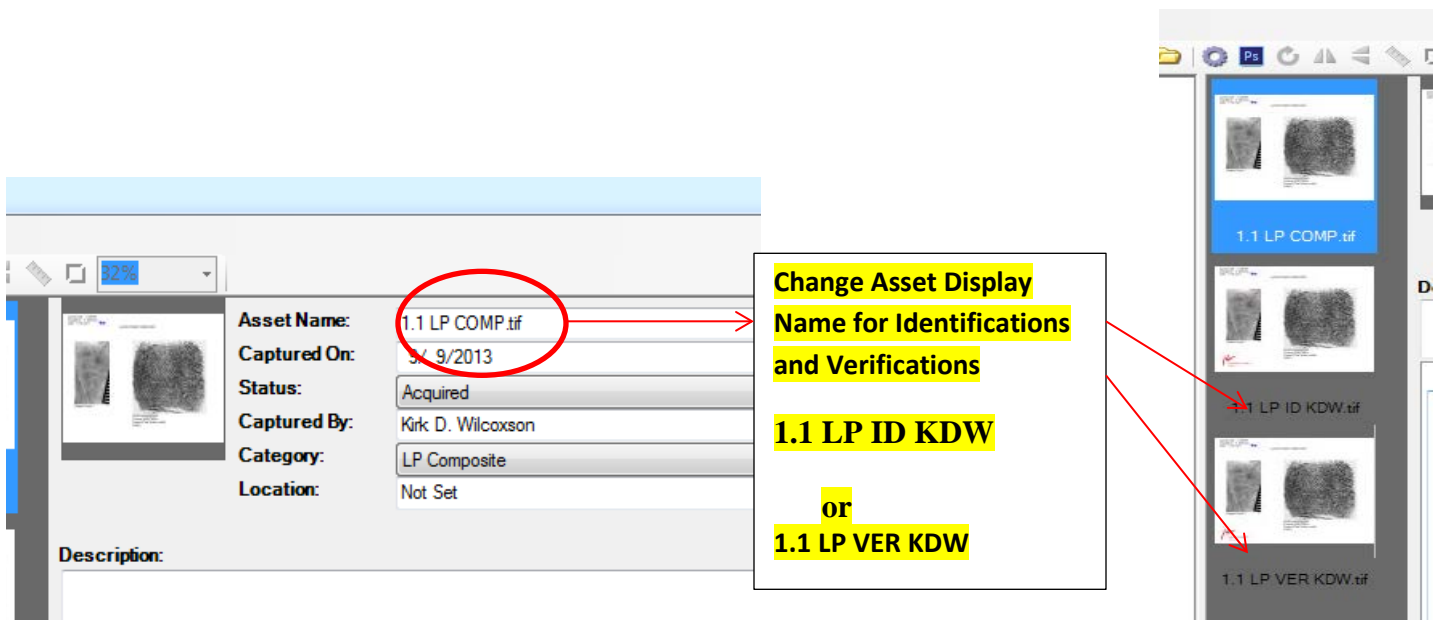 Ps
1.1 LP COMP.tif
32%
Asset Name:
1.1 LP COMP.tif
Captured On:
9/2013
Status:
Acquired
Captured By:
Kirk D. Wilcoxson
Category:
LP Composite
Location:
Not Set
Description:
Change Asset Display
Name for Identifications
and Verifications
1.1 LP ID KDW
or
1.1 LP VER KDW
1.1 LP ID KDW.tif
1.1 LP VER KDW.tif